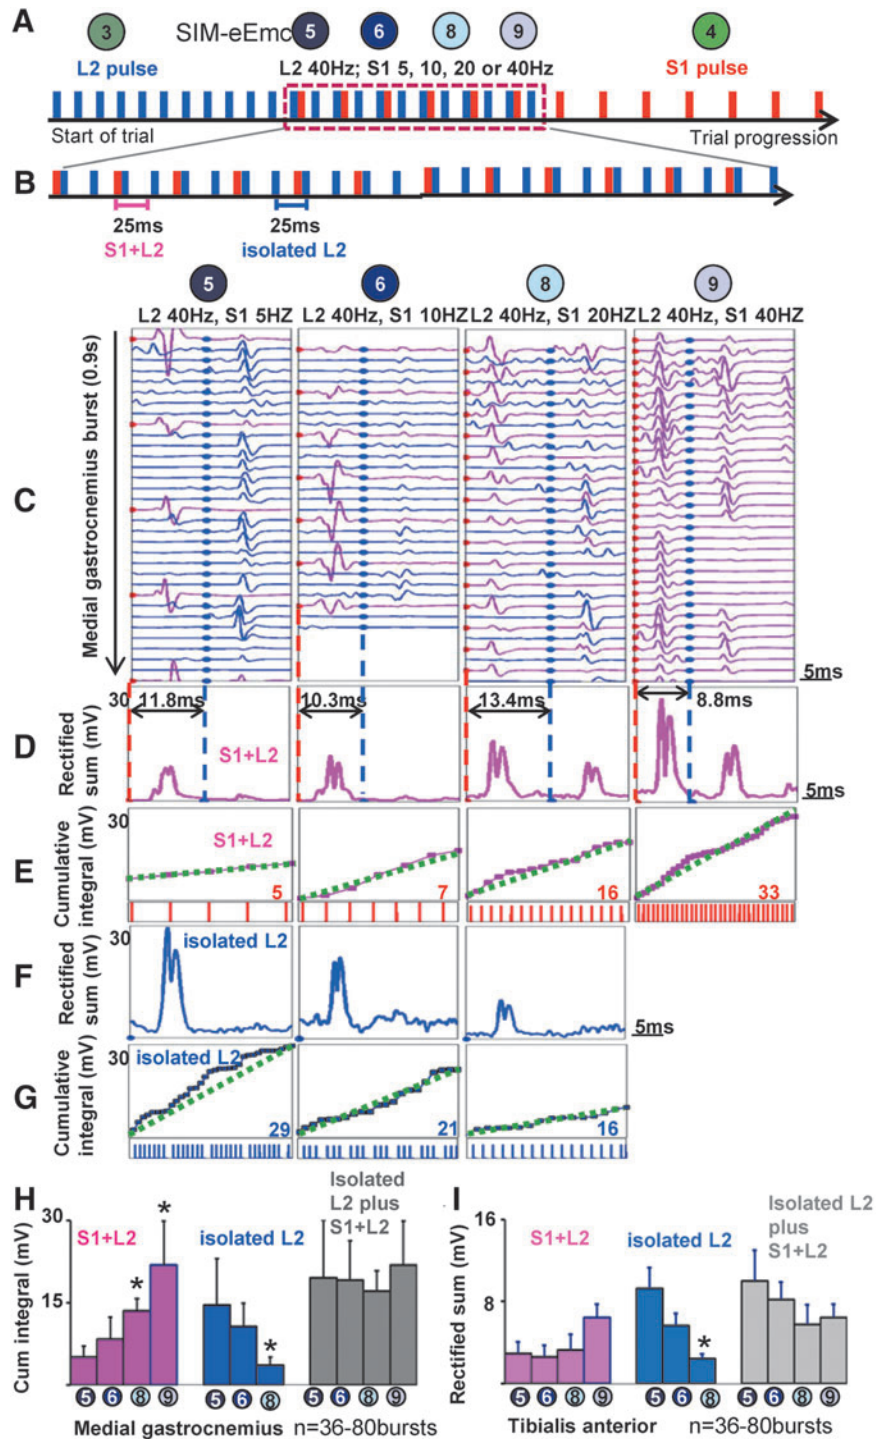 A
3
SIM-eEmc
5
6
8
9
4
L2 pulse
L2 40Hz; S1 5, 10, 20 or 40Hz
S1 pulse
Start of trial
Trial progression
B
25ms
S1+L2
25ms
isolated L2
5
6
8
9
L2 40Hz, S1 5HZ
L2 40Hz, S1 10HZ
L2 40Hz, S1 20HZ
L2 40Hz, S1 40HZ
C
Medial gastrocnemius burst (0.9s)
5ms
D
Rectified sum (mV)
30
11.8ms
10.3ms
13.4ms
8.8ms
S1+L2
5ms
E
Cumulative integral (mV)
30
S1+L2
5
7
16
33
F
Rectified sum (mV)
30
isolated L2
5ms
G
Cumulative integral (mV)
30
isolated L2
29
21
16
H
Cum integral (mV)
30
15
S1+L2
*
*
isolated L2
*
Isolated
L2 plus
S1+L2
5
6
8
9
5
6
8
5
6
8
9
Medial gastrocnemius
n=36-80bursts
I
Rectified sum (mV)
16
8
0
S1+L2
isolated L2
*
Isolated L2
plus
S1+L2
5
6
8
9
5
6
8
5
6
8
9
Tibialis anterior
n=36-80bursts